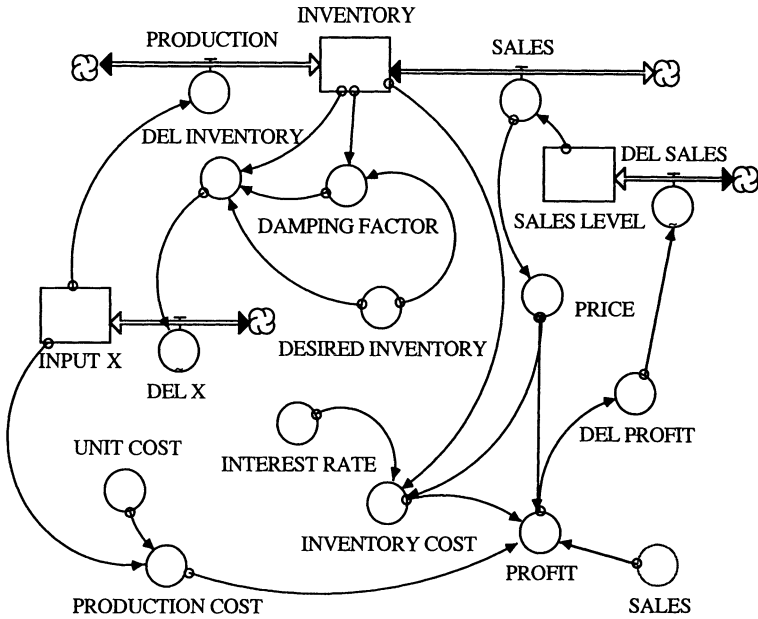 INVENTORY
PRODUCTION
SALES
DEL INVENTORY
DEL SALES
DAMPING FACTOR
SALES LEVEL
PRICE
DESIRED INVENTORY
INPUT X
DEL X
DEL PROFIT
UNIT COST
INTEREST RATE
INVENTORY COST
PROFIT
PRODUCTION COST
SALES